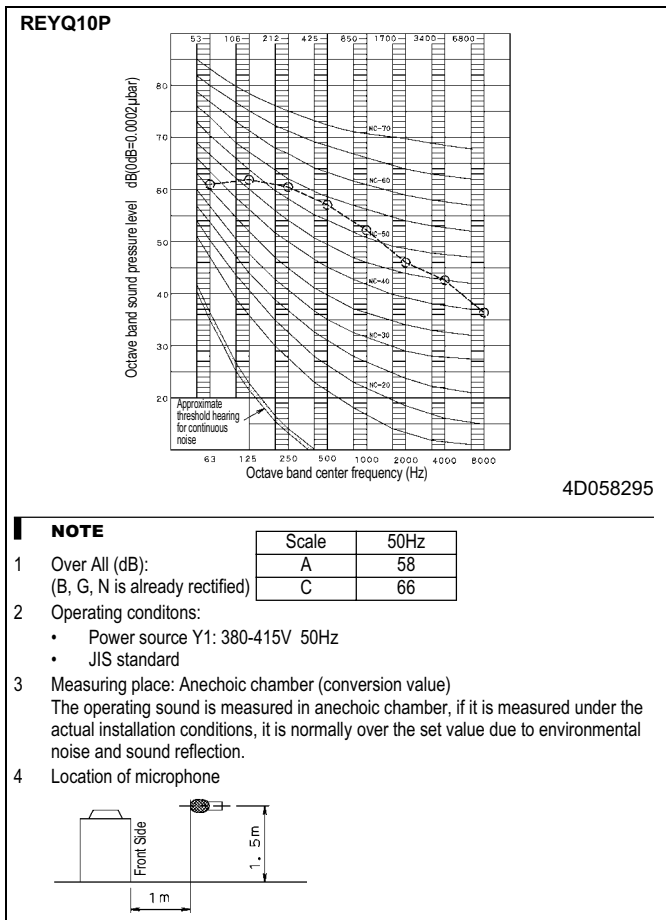 REYQ10P
53 106 212 425 850 1700 3400 6800
Octave band sound pressure level dB(0dB=0.0002µbar)
80
70
60
50
40
30
20
NC-70
NC-60
NC-50
NC-40
NC-30
NC-20
Approximate
threshold hearing
for continuous
noise
63 125 250 500 1000 2000 4000 8000
Octave band center frequency (Hz)
4D058295
NOTE
1 Over All (dB):
(B, G, N is already rectified)
Scale 50Hz
A 58
C 66
2 Operating conditons:
• Power source Y1: 380-415V 50Hz
• JIS standard
3 Measuring place: Anechoic chamber (conversion value)
The operating sound is measured in anechoic chamber, if it is measured under the
actual installation conditions, it is normally over the set value due to environmental
noise and sound reflection.
4 Location of microphone
Front Side
1.5m
1m